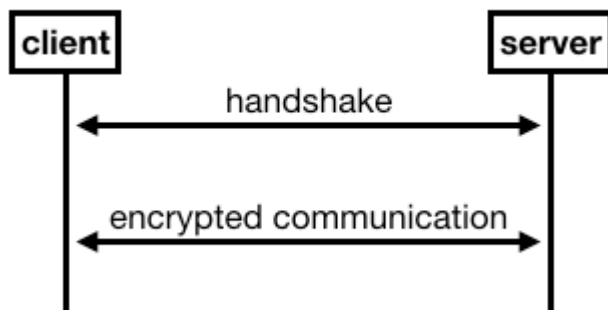 client
server
handshake
encrypted communication